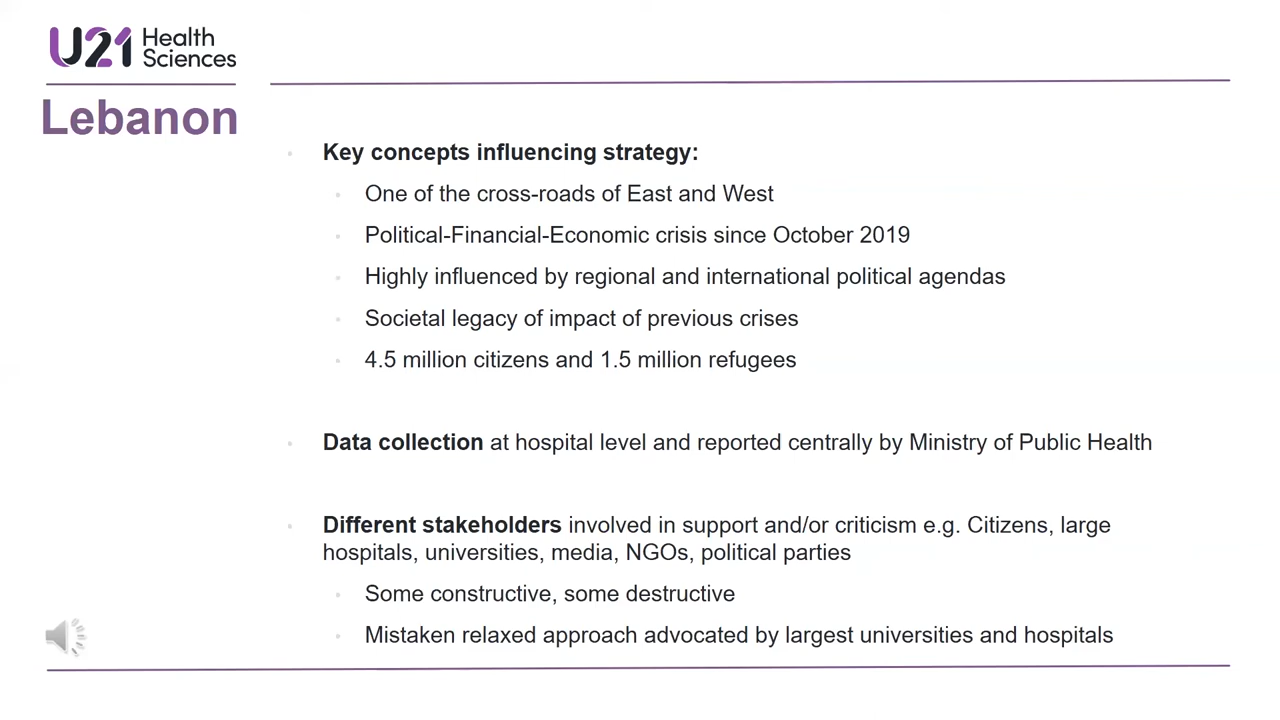 U21 Health
Sciences
Lebanon
Key concepts influencing strategy:
One of the cross-roads of East and West
Political-Financial-Economic crisis since October 2019
Highly influenced by regional and international political agendas
Societal legacy of impact of previous crises
4.5 million citizens and 1.5 million refugees
Data collection at hospital level and reported centrally by Ministry of Public Health
Different stakeholders involved in support and/or criticism e.g. Citizens, large
hospitals, universities, media, NGOs, political parties
Some constructive, some destructive
Mistaken relaxed approach advocated by largest universities and hospitals